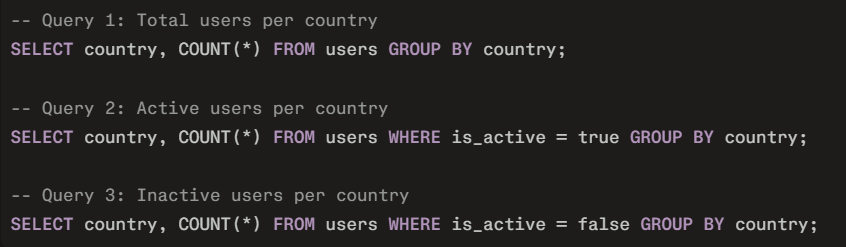 -- Query 1: Total users per country
SELECT country, COUNT(*) FROM users GROUP BY country;
-- Query 2: Active users per country
SELECT country, COUNT(*) FROM users WHERE is_active = true GROUP BY country;
-- Query 3: Inactive users per country
SELECT country, COUNT(*) FROM users WHERE is_active = false GROUP BY country;